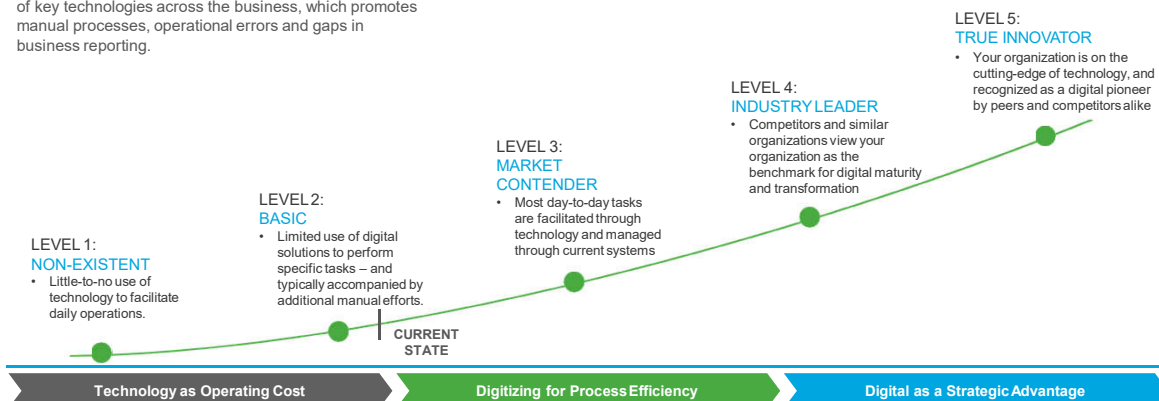 of key technologies across the business, which promotes
manual processes, operational errors and gaps in
business reporting.
LEVEL 1:
NON-EXISTENT
• Little-to-no use of
technology to facilitate
daily operations.
LEVEL 2:
BASIC
• Limited use of digital
solutions to perform
specific tasks – and
typically accompanied by
additional manual efforts.
CURRENT
STATE
LEVEL 3:
MARKET
CONTENDER
• Most day-to-day tasks
are facilitated through
technology and managed
through current systems
LEVEL 4:
INDUSTRY LEADER
• Competitors and similar
organizations view your
organization as the
benchmark for digital maturity
and transformation
LEVEL 5:
TRUE INNOVATOR
• Your organization is on the
cutting-edge of technology, and
recognized as a digital pioneer
by peers and competitors alike
Technology as Operating Cost
Digitizing for Process Efficiency
Digital as a Strategic Advantage